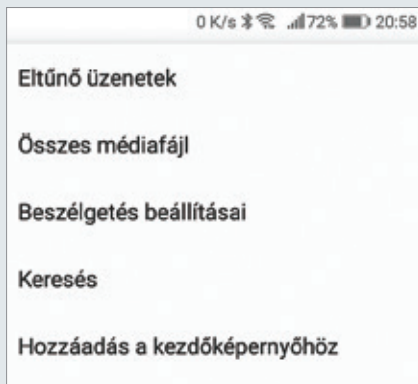 0 K/s 72% 20:58
Eltűnő üzenetek
Összes médiafájl
Beszélgetés beállításai
Keresés
Hozzáadás a kezdőképernyőhöz